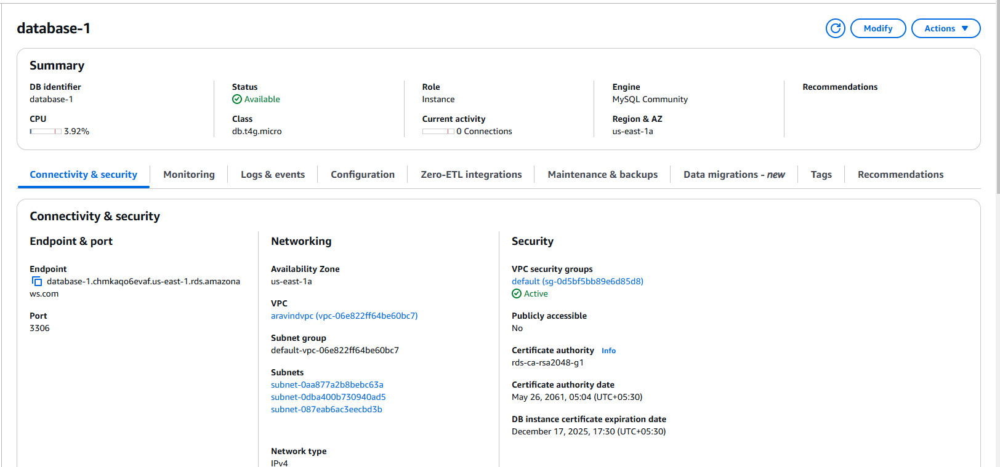 database-1
Modify
Actions
Summary
DB identifier
database-1
Status
Available
Role
Instance
Engine
MySQL Community
Recommendations
CPU
3.92%
Class
db.t4g.micro
Current activity
0 Connections
Region & AZ
us-east-1a
Connectivity & security
Monitoring
Logs & events
Configuration
Zero-ETL integrations
Maintenance & backups
Data migrations - new
Tags
Recommendations
Connectivity & security
Endpoint & port
Endpoint
database-1.chmkaqo6evaf.us-east-1.rds.amazona
ws.com
Port
3306
Networking
Availability Zone
us-east-1a
VPC
aravindvpc (vpc-06e822ff64be60bc7)
Subnet group
default-vpc-06e822ff64be60bc7
Subnets
subnet-0aa877a2b8bebc63a
subnet-0dba400b730940ad5
subnet-087eab6ac3eecbd3b
Network type
IPv4
Security
VPC security groups
default (sg-0d5bf5bb89e6d85d8)
Active
Publicly accessible
No
Certificate authority Info
rds-ca-rsa2048-g1
Certificate authority date
May 26, 2061, 05:04 (UTC+05:30)
DB instance certificate expiration date
December 17, 2025, 17:30 (UTC+05:30)